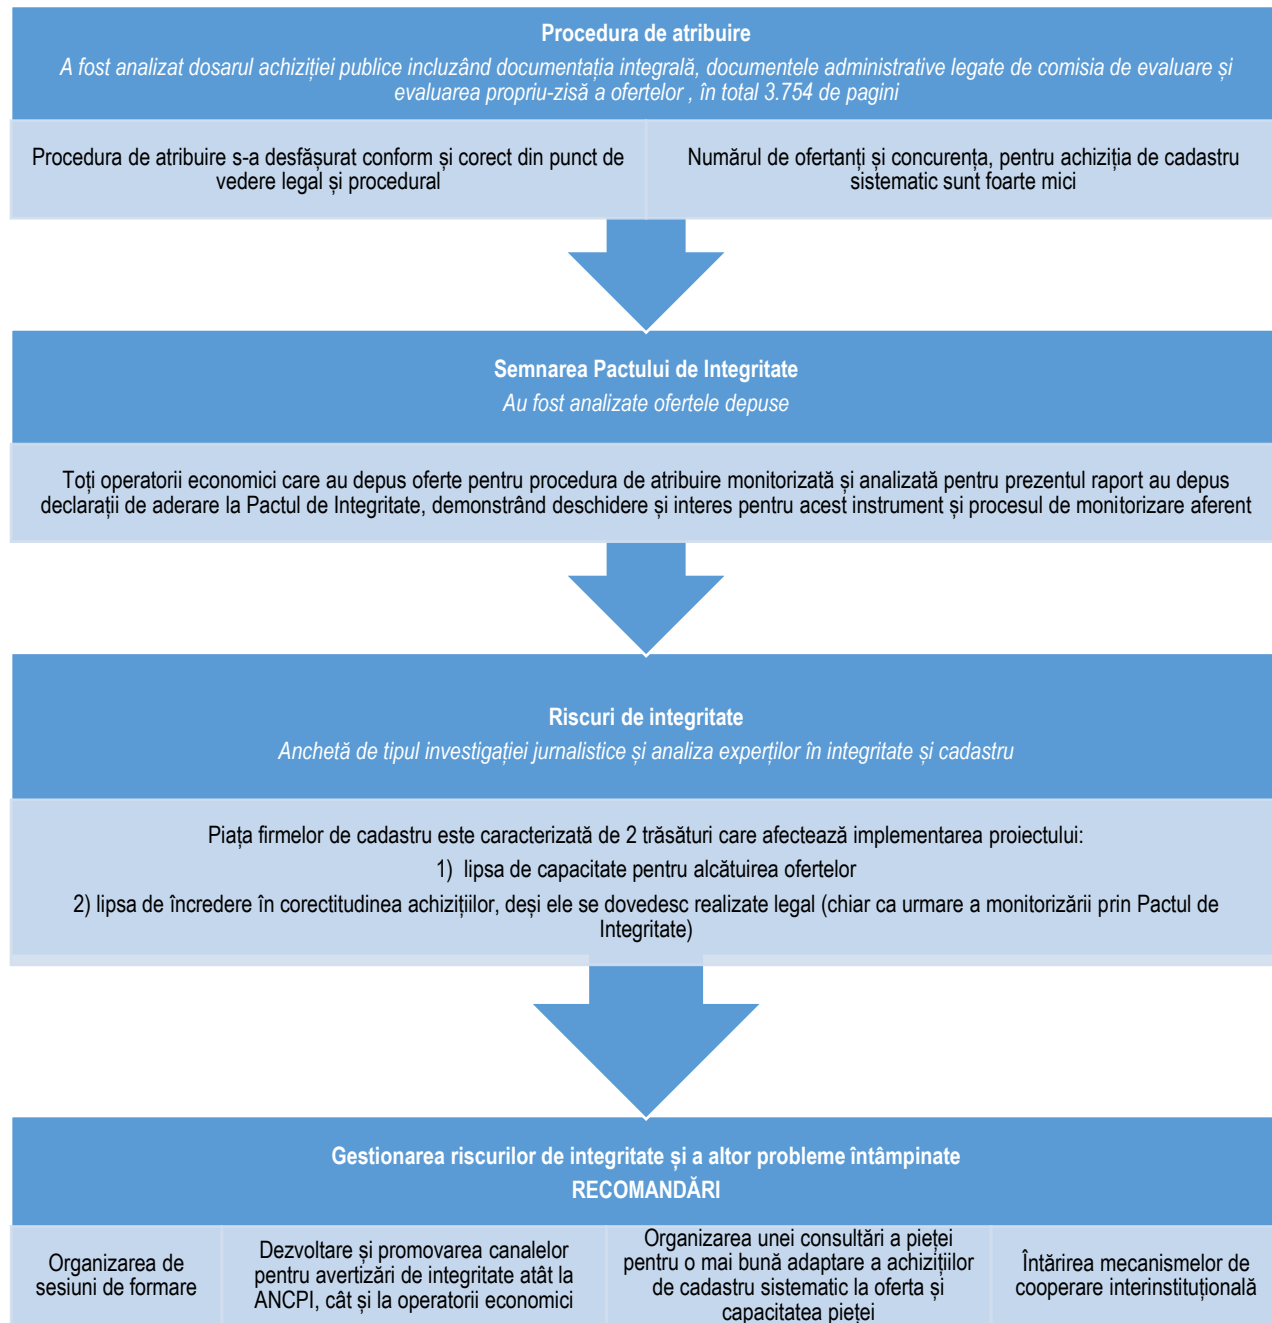 Procedura de atribuire
A fost analizat dosarul achiziției publice incluzând documentația integrală, documentele administrative legate de comisia de evaluare și
evaluarea propriu-zisă a ofertelor , în total 3.754 de pagini
Procedura de atribuire s-a desfășurat conform și corect din punct de
vedere legal și procedural
Numărul de ofertanți și concurența, pentru achiziția de cadastru
sistematic sunt foarte mici
Semnarea Pactului de Integritate
Au fost analizate ofertele depuse
Toți operatorii economici care au depus oferte pentru procedura de atribuire monitorizată și analizată pentru prezentul raport au depus
declarații de aderare la Pactul de Integritate, demonstrând deschidere și interes pentru acest instrument și procesul de monitorizare aferent
Riscuri de integritate
Anchetă de tipul investigației jurnalistice și analiza experților în integritate și cadastru
Piața firmelor de cadastru este caracterizată de 2 trăsături care afectează implementarea proiectului:
1) lipsa de capacitate pentru alcătuirea ofertelor
2) lipsa de încredere în corectitudinea achizițiilor, deși ele se dovedesc realizate legal (chiar ca urmare a monitorizării prin Pactul de
Integritate)
Gestionarea riscurilor de integritate și a altor probleme întâmpinate
RECOMANDĂRI
Organizarea de
sesiuni de formare
Dezvoltare și promovarea canalelor
pentru avertizări de integritate atât la
ANCPI, cât și la operatorii economici
Organizarea unei consultări a pieței
pentru o mai bună adaptare a achizițiilor
de cadastru sistematic la oferta și
capacitatea pieței
Întărirea mecanismelor de
cooperare interinstituțională